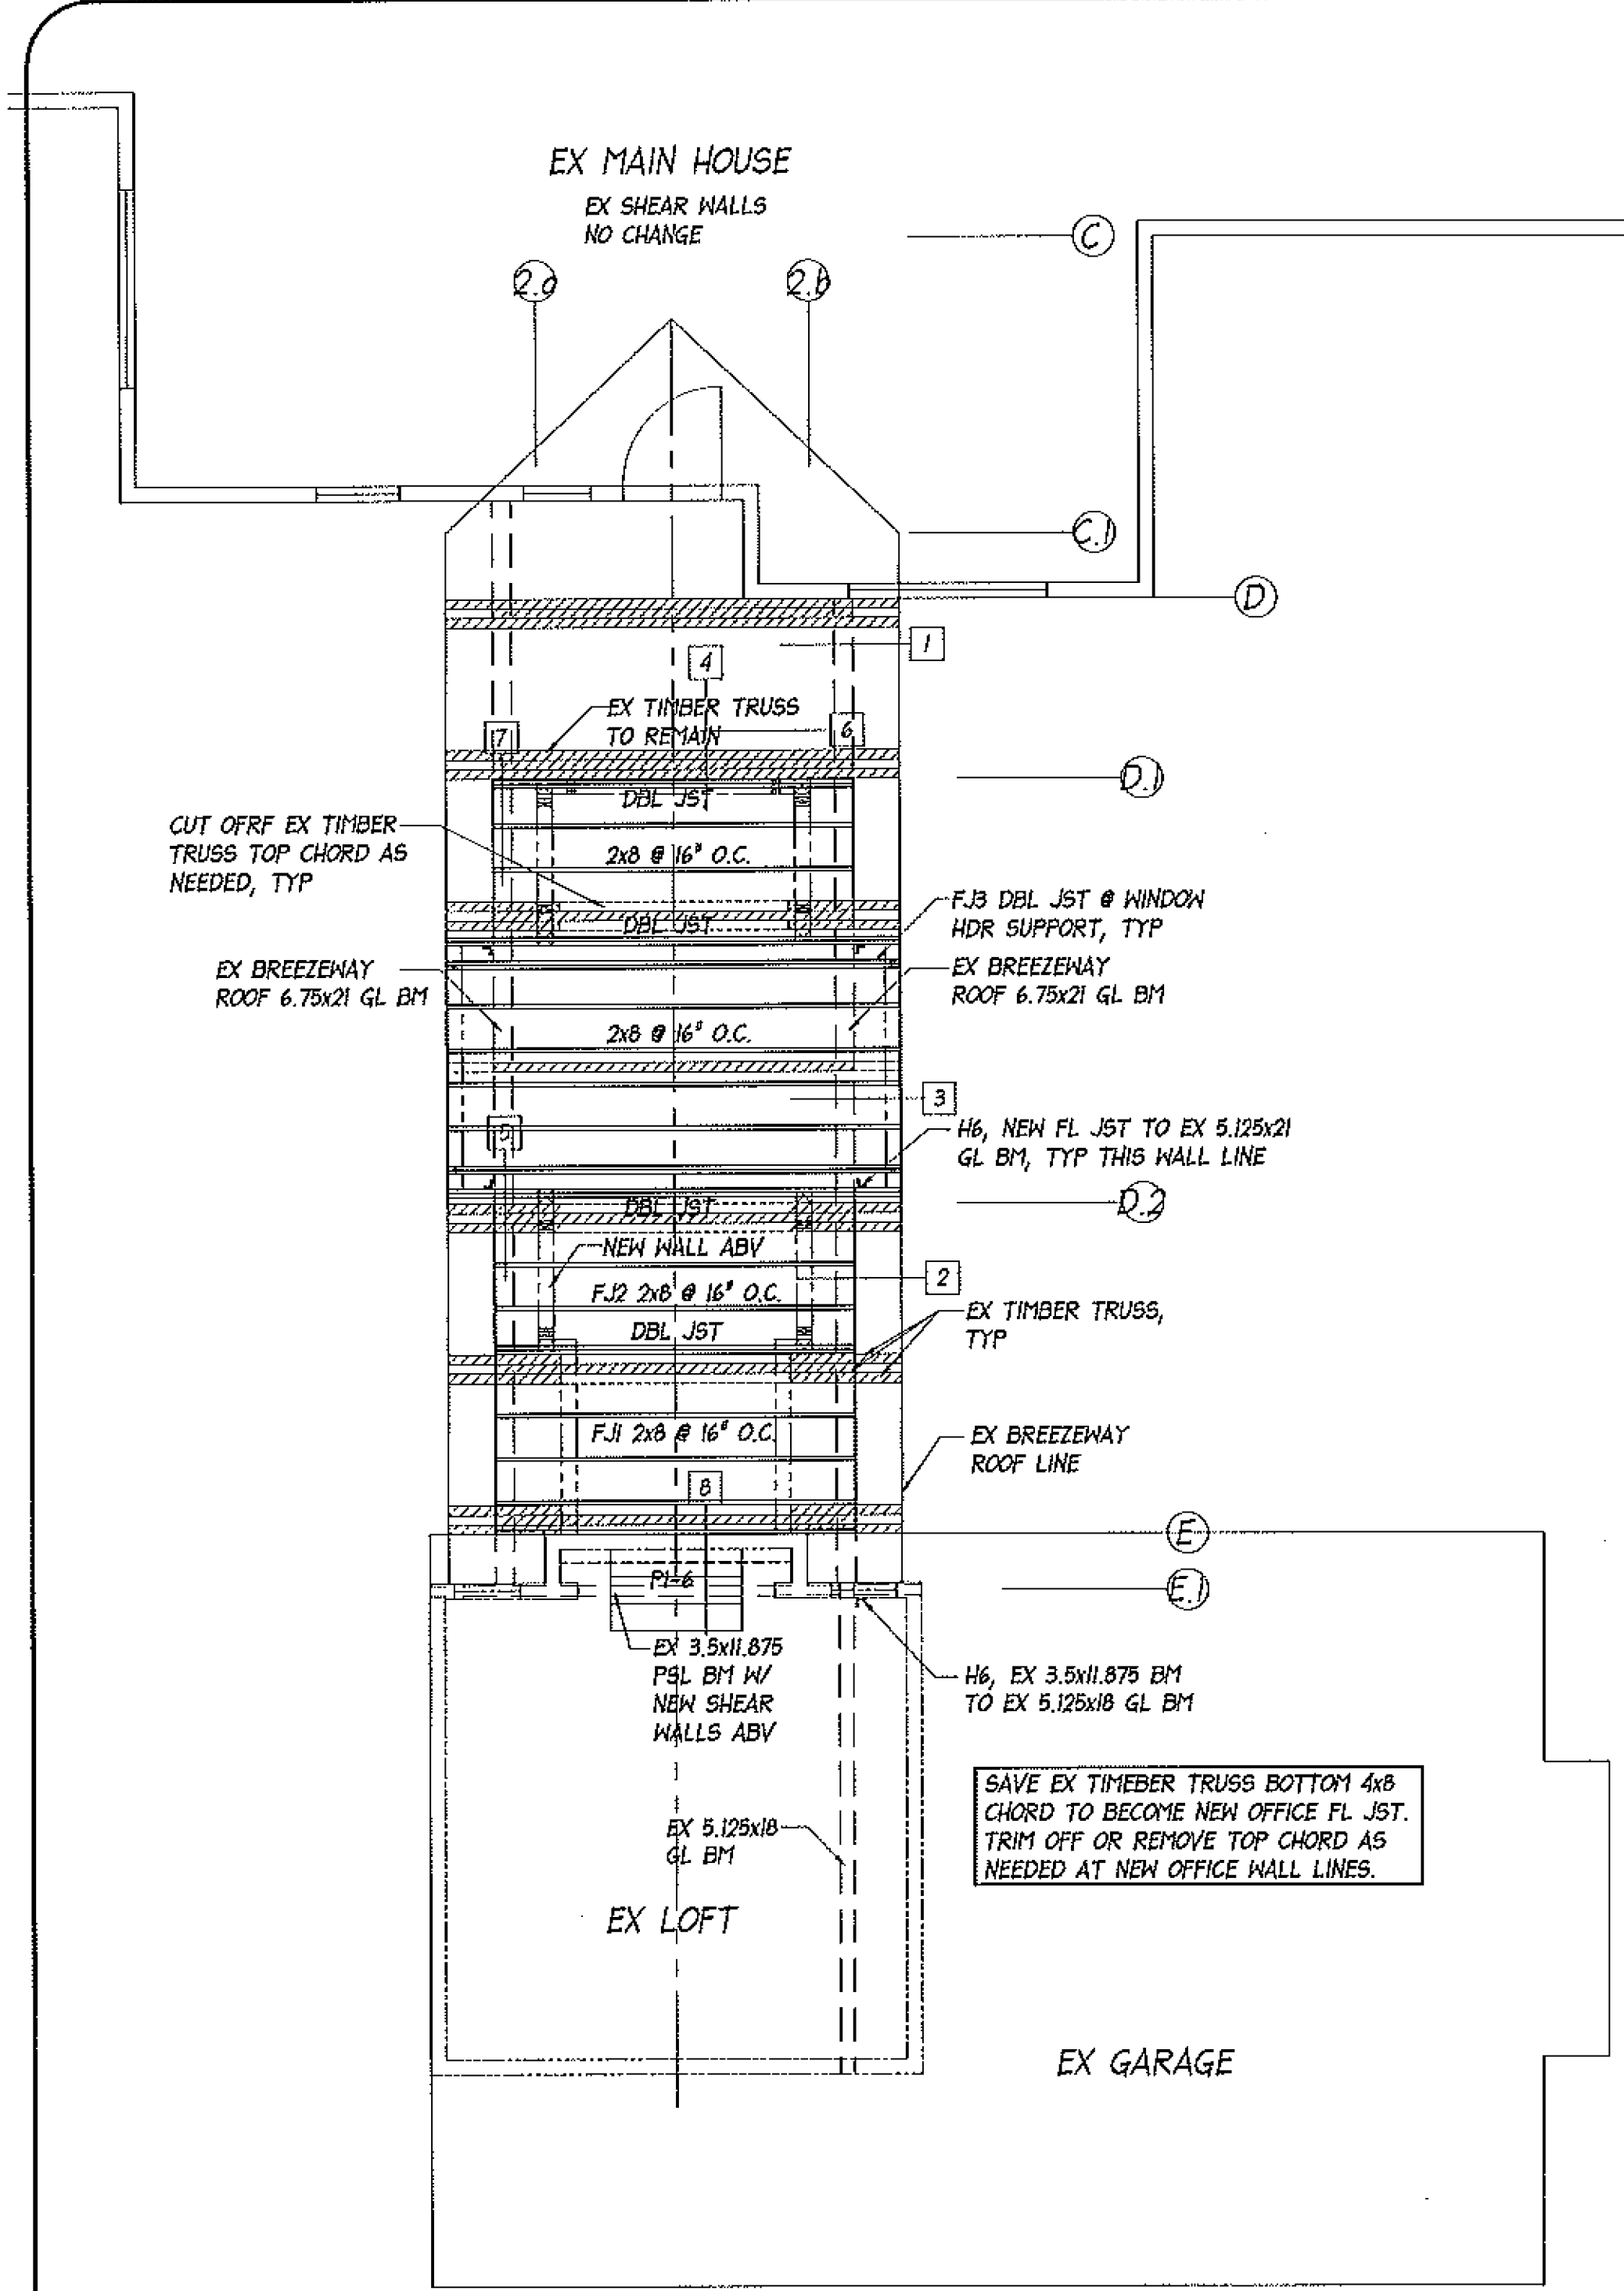 EX MAIN HOUSE
EX SHEAR WALLS
NO CHANGE
C
2.a
2.b
C.1
D
1
4
EX TIMBER TRUSS
TO REMAIN
7
6
D.1
DBL JST
CUT OFRF EX TIMBER
TRUSS TOP CHORD AS
NEEDED, TYP
2x8 @ 16" O.C.
FJ3 DBL JST @ WINDOW
HDR SUPPORT, TYP
DBL JST
EX BREEZEWAY
ROOF 6.75x21 GL BM
EX BREEZEWAY
ROOF 6.75x21 GL BM
2x8 @ 16" O.C.
3
5
H6, NEW FL JST TO EX 5.125x21
GL BM, TYP THIS WALL LINE
DBL JST
D.2
NEW WALL ABV
2
FJ2 2x8 @ 16" O.C.
EX TIMBER TRUSS,
TYP
DBL JST
FJ1 2x8 @ 16" O.C.
EX BREEZEWAY
ROOF LINE
8
E
P1-6
E.1
EX 3.5x11.875
PSL BM W/
NEW SHEAR
WALLS ABV
H6, EX 3.5x11.875 BM
TO EX 5.125x18 GL BM
SAVE EX TIMEBER TRUSS BOTTOM 4x8
CHORD TO BECOME NEW OFFICE FL JST.
TRIM OFF OR REMOVE TOP CHORD AS
NEEDED AT NEW OFFICE WALL LINES.
EX 5.125x18
GL BM
EX LOFT
EX GARAGE